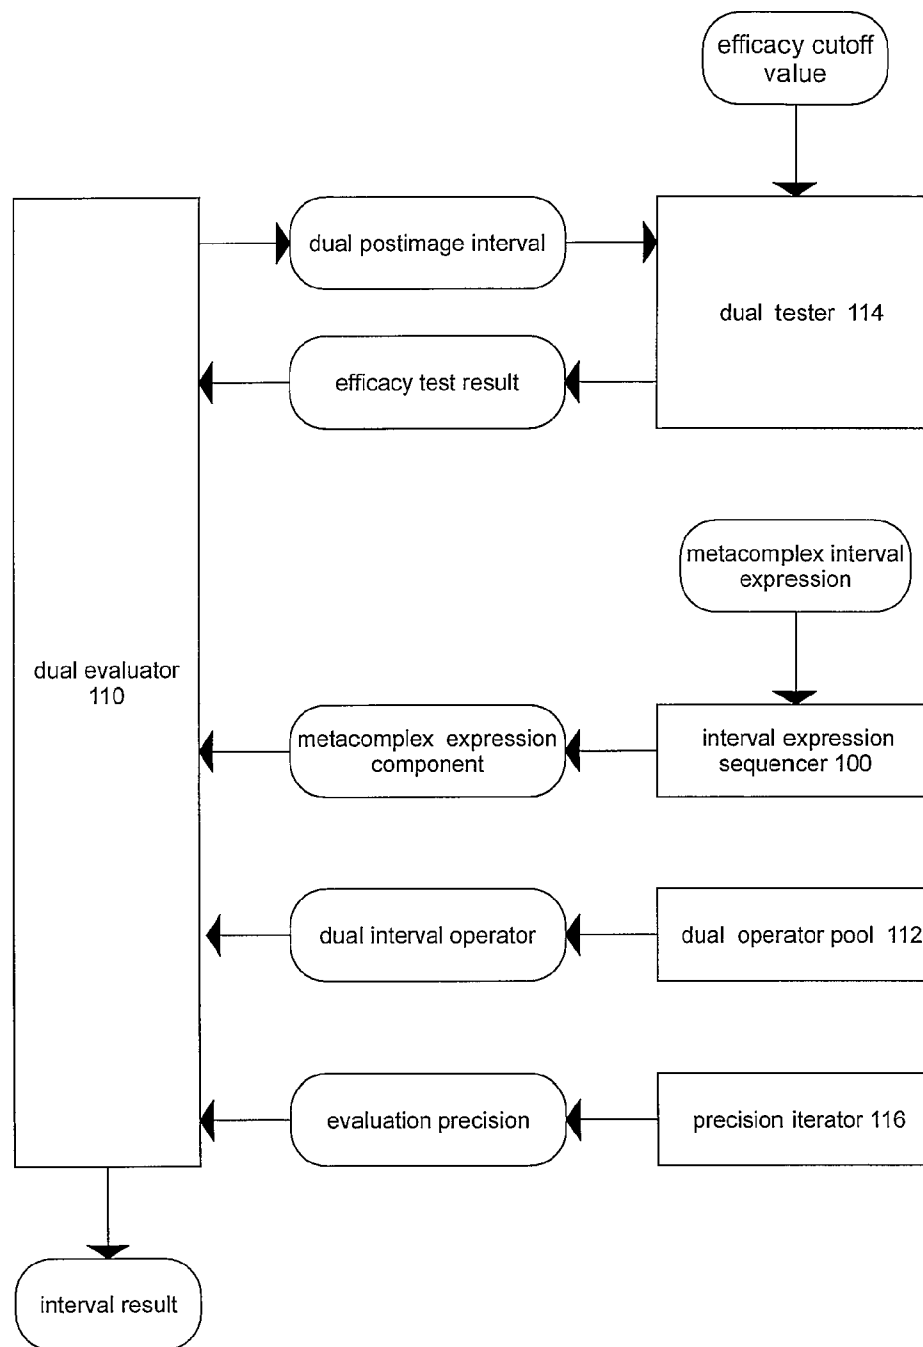 efficacy cutoff
value
dual postimage interval
dual tester 114
efficacy test result
metacomplex interval
expression
dual evaluator
110
metacomplex expression
component
interval expression
sequencer 100
dual interval operator
dual operator pool 112
evaluation precision
precision iterator 116
interval result